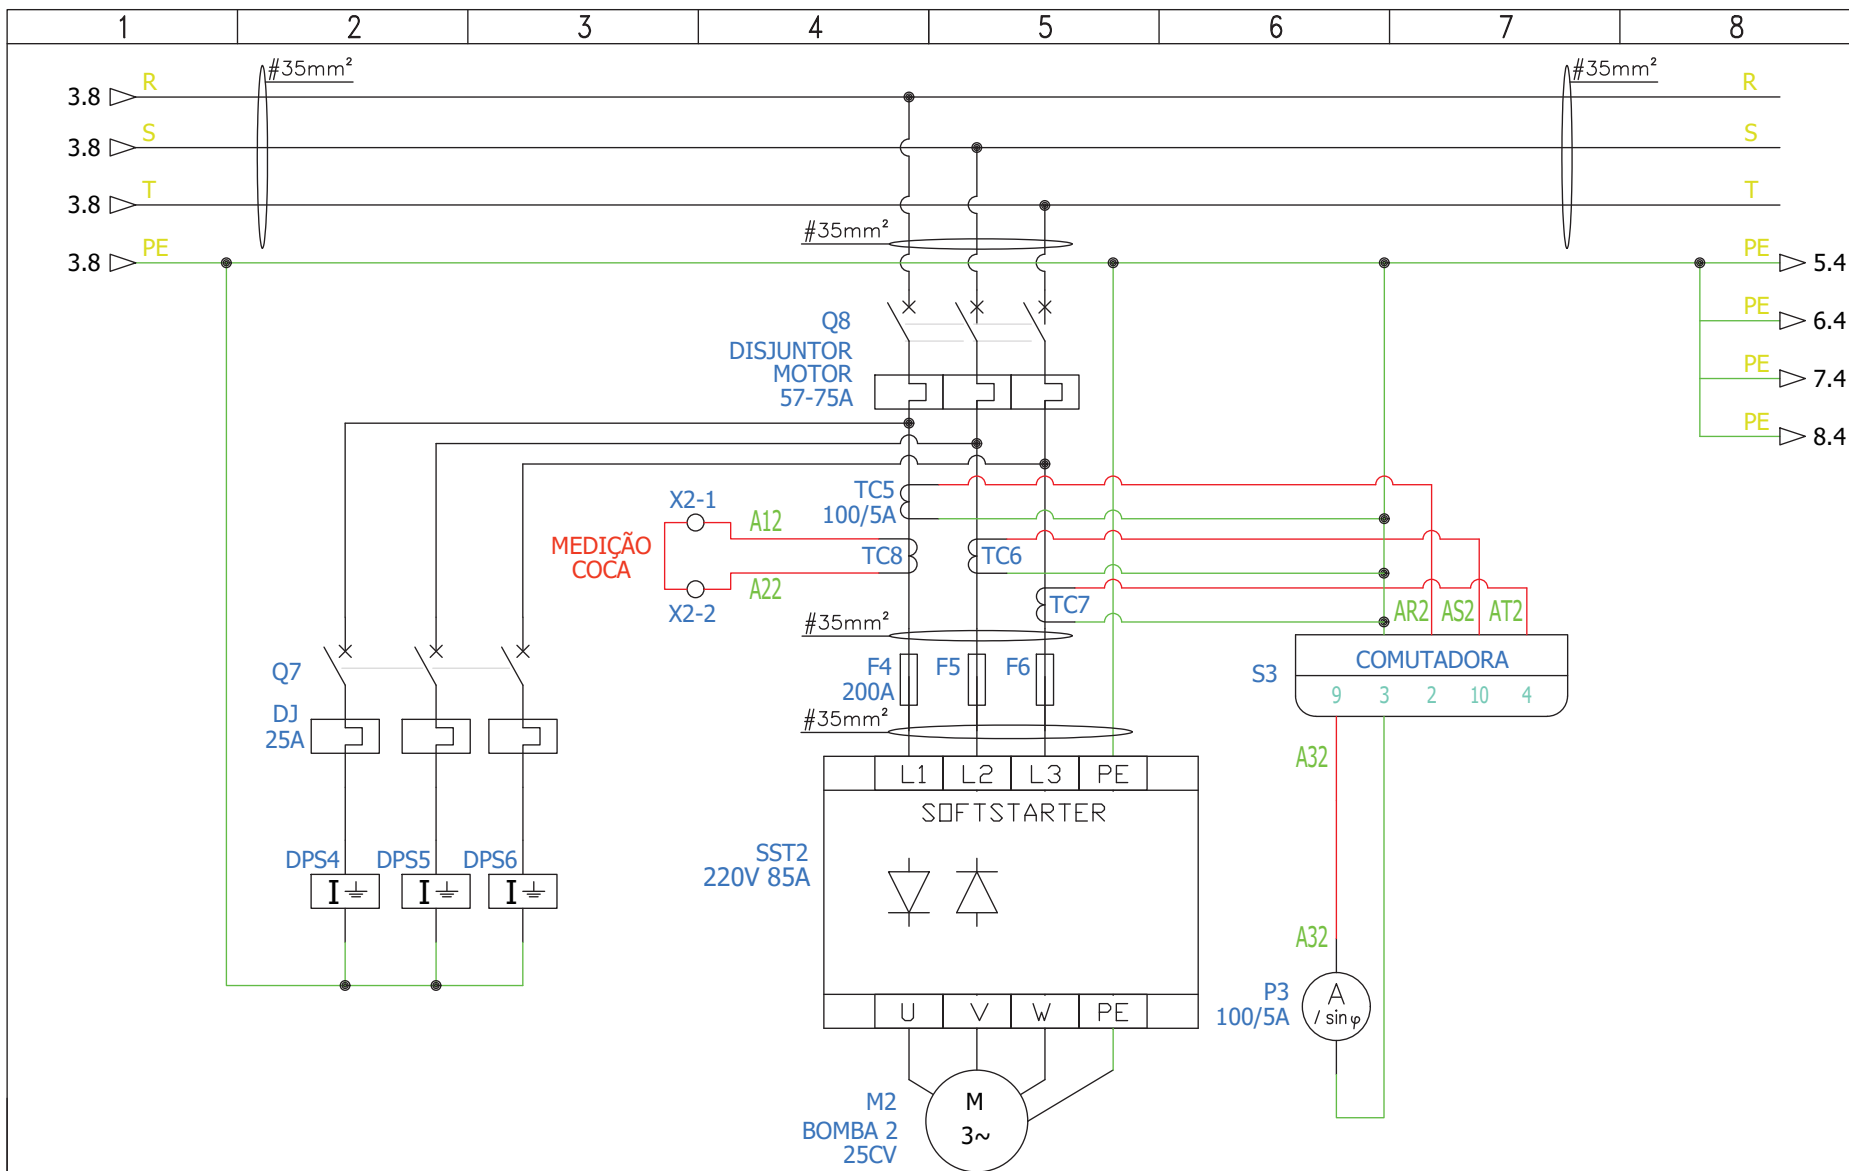 1 2 3 4 5 6 7 8
#35mm² #35mm²
3.8 R R
3.8 S S
3.8 T T
#35mm²
3.8 PE PE 5.4
PE 6.4
PE 7.4
PE 8.4
Q8
DISJUNTOR
MOTOR
57-75A
TC5
100/5A
X2-1
A12
MEDIÇÃO
COCA
TC8
TC6
A22
X2-2
TC7
#35mm²
AR2 AS2 AT2
F4
200A
F5
F6
#35mm²
S3
COMUTADORA
9 3 2 10 4
Q7
DJ
25A
A32
L1 L2 L3 PE
SOFTSTARTER
SST2
220V 85A
DPS4 DPS5 DPS6
I I I
A32
P3
100/5A
A
/ sin φ
U V W PE
M2
BOMBA 2
25CV
M
3~